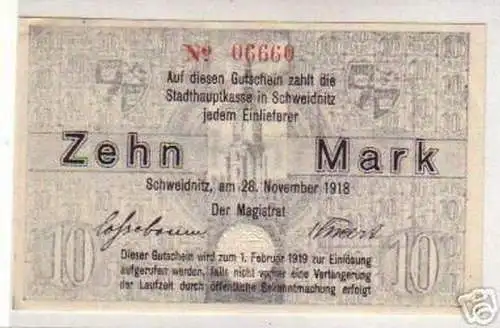 No 06660
Auf diesen Gutschein zahlt die
Stadthauptkasse in Schweidnitz
jedem Einlieferer
Zehn Mark
Schweidnitz, am 28. November 1918
Der Magistrat
10 10
Dieser Gutschein wird zum 1. Februar 1919 zur Einlösung
aufgerufen werden, falls nicht vorher eine Verlängerung
der Laufzeit durch öffentliche Bekanntmachung erfolgt